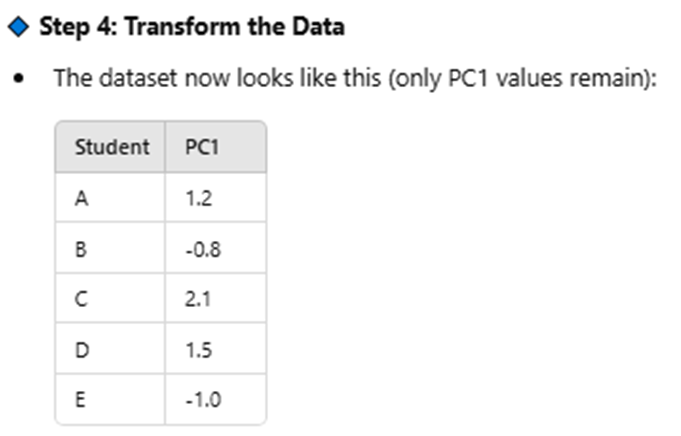 Step 4: Transform the Data
• The dataset now looks like this (only PC1 values remain):
Student PC1
A 1.2
B -0.8
C 2.1
D 1.5
E -1.0